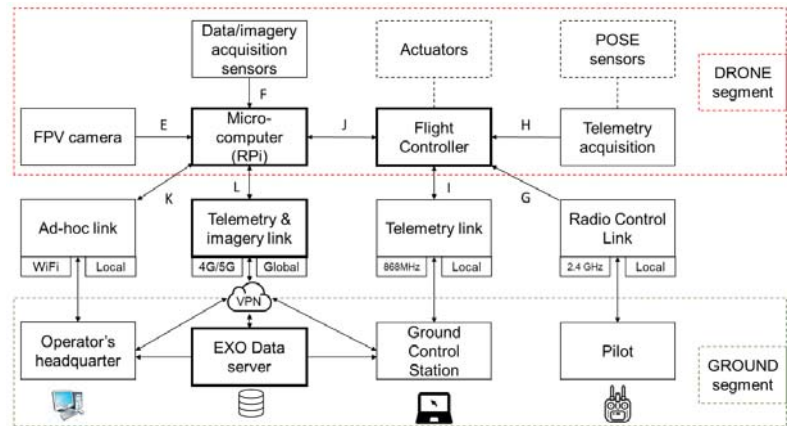 Data/imagery
acquisition
sensors
Actuators
POSE
sensors
DRONE
segment
F
FPV camera
E
Micro-
computer
(RPi)
J
Flight
Controller
H
Telemetry
acquisition
K
L
I
G
Ad-hoc link
WiFi
Local
Telemetry &
imagery link
4G/5G
Global
Telemetry link
868MHz
Local
Radio Control
Link
2.4 GHz
Local
VPN
Operator's
headquarter
EXO Data
server
Ground
Control
Station
Pilot
GROUND
segment